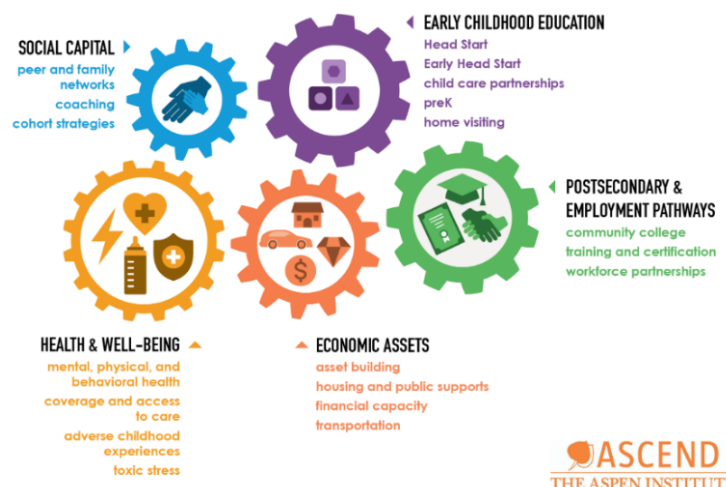 SOCIAL CAPITAL
peer and family
networks
coaching
cohort strategies
EARLY CHILDHOOD EDUCATION
Head Start
Early Head Start
child care partnerships
preK
home visiting
POSTSECONDARY &
EMPLOYMENT PATHWAYS
community college
training and certification
workforce partnerships
HEALTH & WELL-BEING
mental, physical, and
behavioral health
coverage and access
to care
adverse childhood
experiences
toxic stress
ECONOMIC ASSETS
asset building
housing and public supports
financial capacity
transportation
$
ASCEND
THE ASPEN INSTITUT